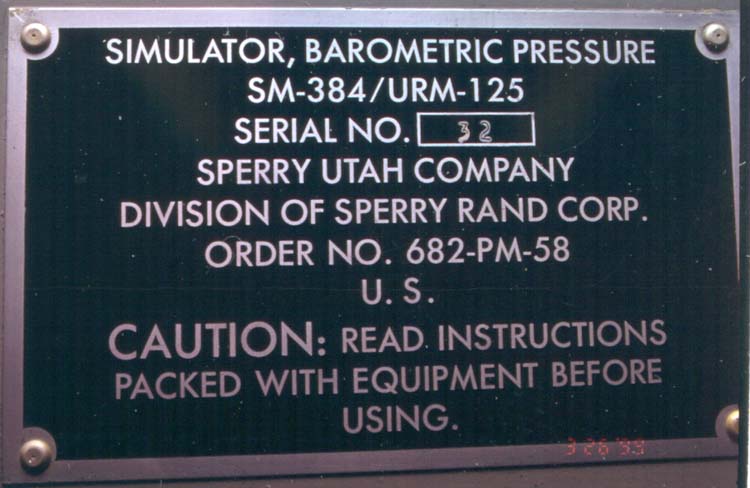 SIMULATOR, BAROMETRIC PRESSURE
SM-384/URM-125
SERIAL NO. 32
SPERRY UTAH COMPANY
DIVISION OF SPERRY RAND CORP.
ORDER NO. 682-PM-58
U. S.
CAUTION: READ INSTRUCTIONS
PACKED WITH EQUIPMENT BEFORE
USING.